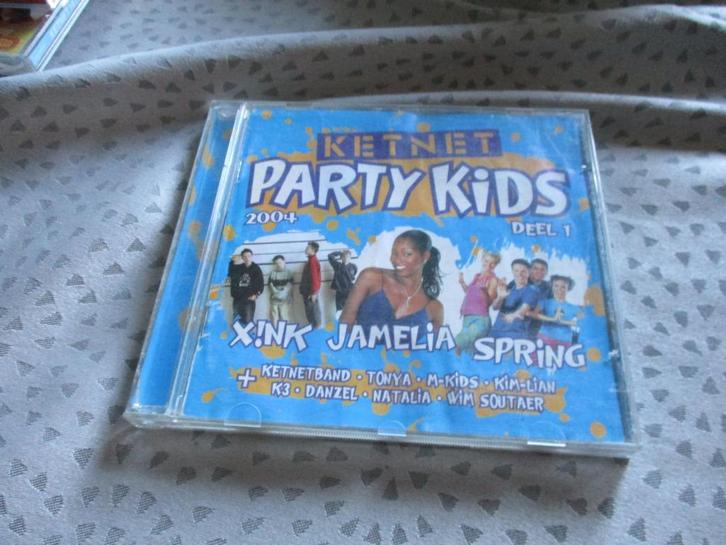 KETNET
PARTY KiDS
2004
DEEL 1
X!NK JAMELiA SPRiNG
+ KETNETBAND · TONYA · M-KiDS · KiM-LiAN
K3 · DANZEL · NATALiA · WiM SOUTAER